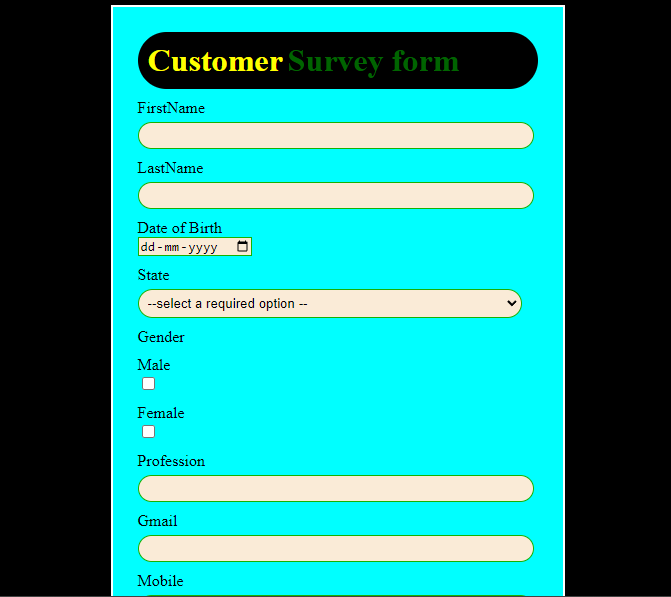 Customer Survey form
FirstName
LastName
Date of Birth
dd-mm-yyyy
State
--select a required option --
Gender
Male
Female
Profession
Gmail
Mobile